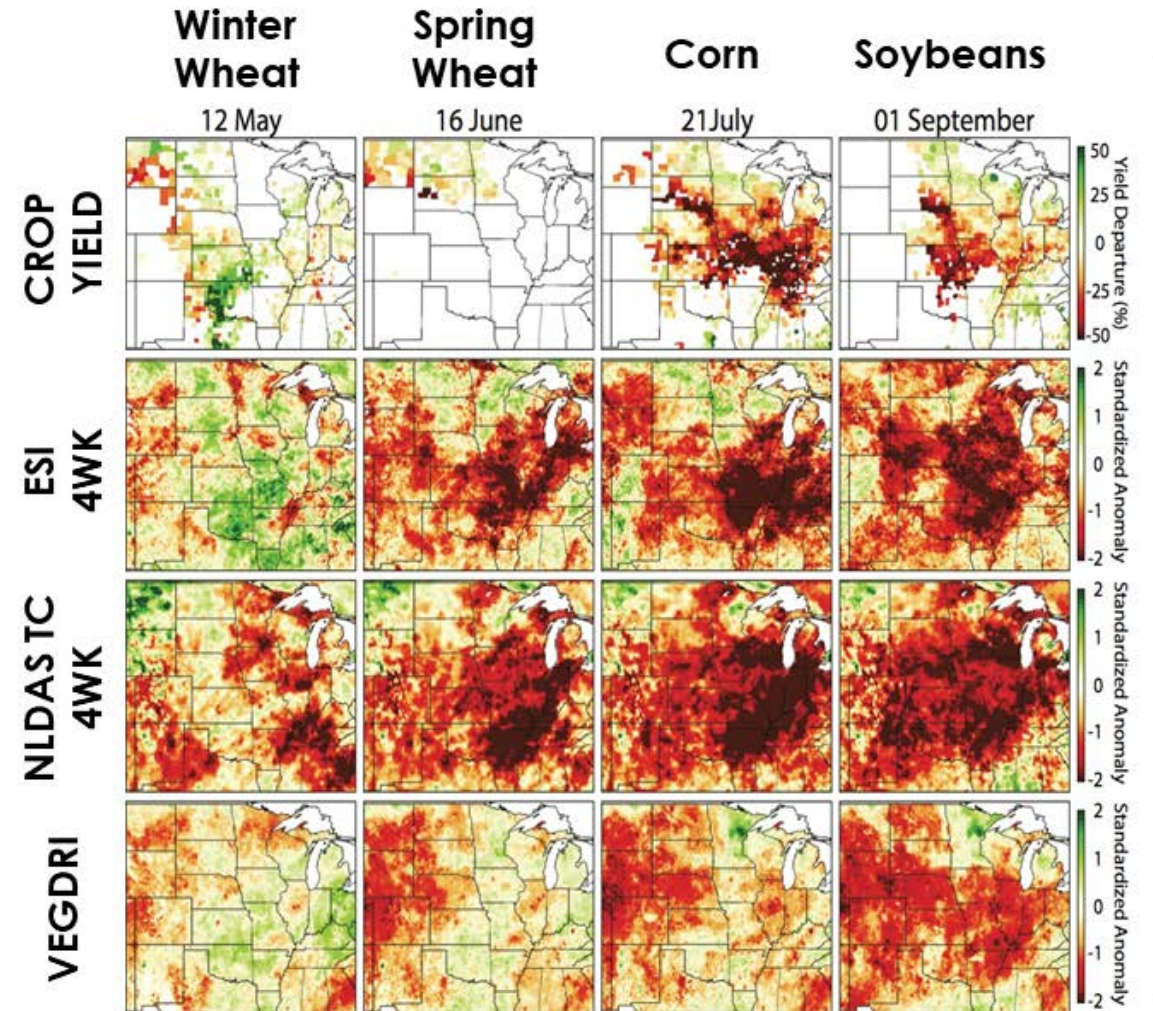 Winter
Wheat
Spring
Wheat
Corn
Soybeans
12 May
16 June
21July
01 September
CROP
YIELD
50
25
0
-25
-50
Yield Departure (%)
ESI
4WK
2
1
0
-1
-2
Standardized Anomaly
NLDAS TC
4WK
2
1
0
-1
-2
Standardized Anomaly
VEGDRI
2
1
0
-1
-2
Standardized Anomaly